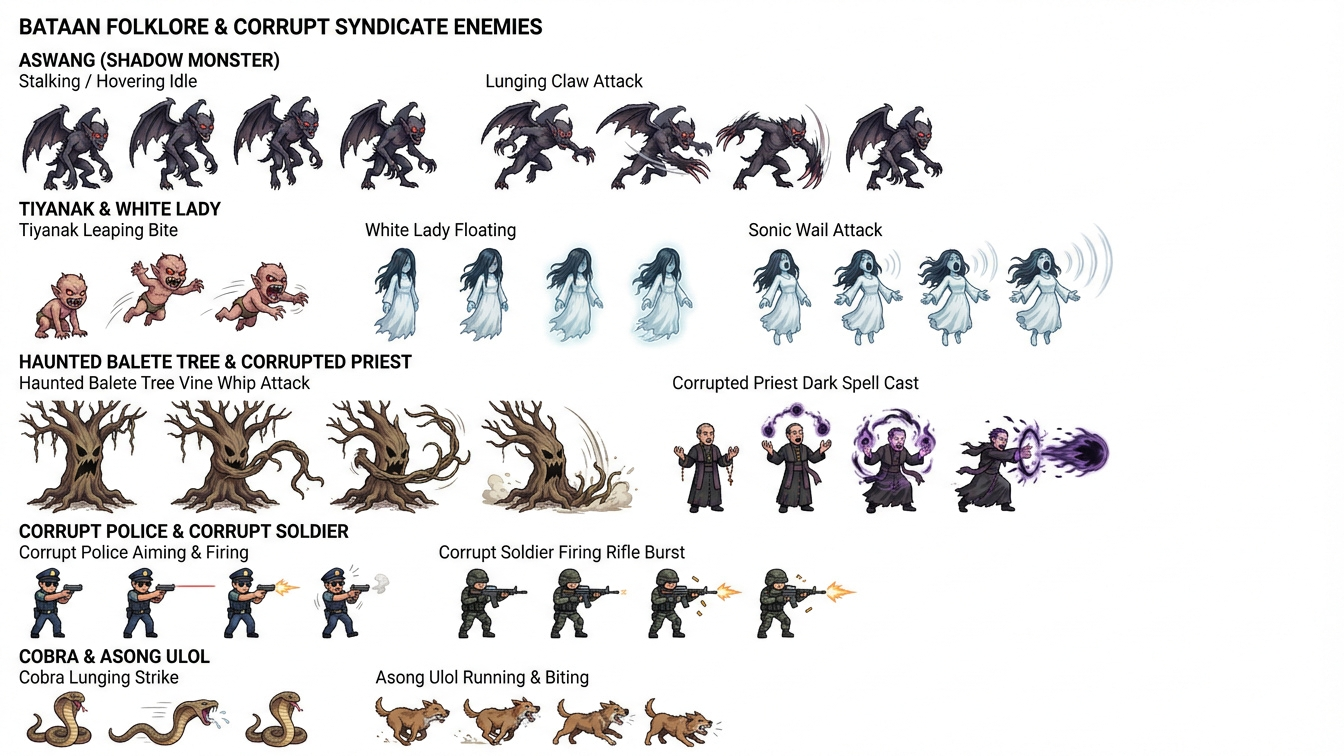 BATAAN FOLKLORE & CORRUPT SYNDICATE ENEMIES
ASWANG (SHADOW MONSTER)
Stalking / Hovering Idle
Lunging Claw Attack
TIYANAK & WHITE LADY
Tiyanak Leaping Bite
White Lady Floating
Sonic Wail Attack
HAUNTED BALETE TREE & CORRUPTED PRIEST
Haunted Balete Tree Vine Whip Attack
Corrupted Priest Dark Spell Cast
CORRUPT POLICE & CORRUPT SOLDIER
Corrupt Police Aiming & Firing
Corrupt Soldier Firing Rifle Burst
COBRA & ASONG ULOL
Cobra Lunging Strike
Asong Ulol Running & Biting